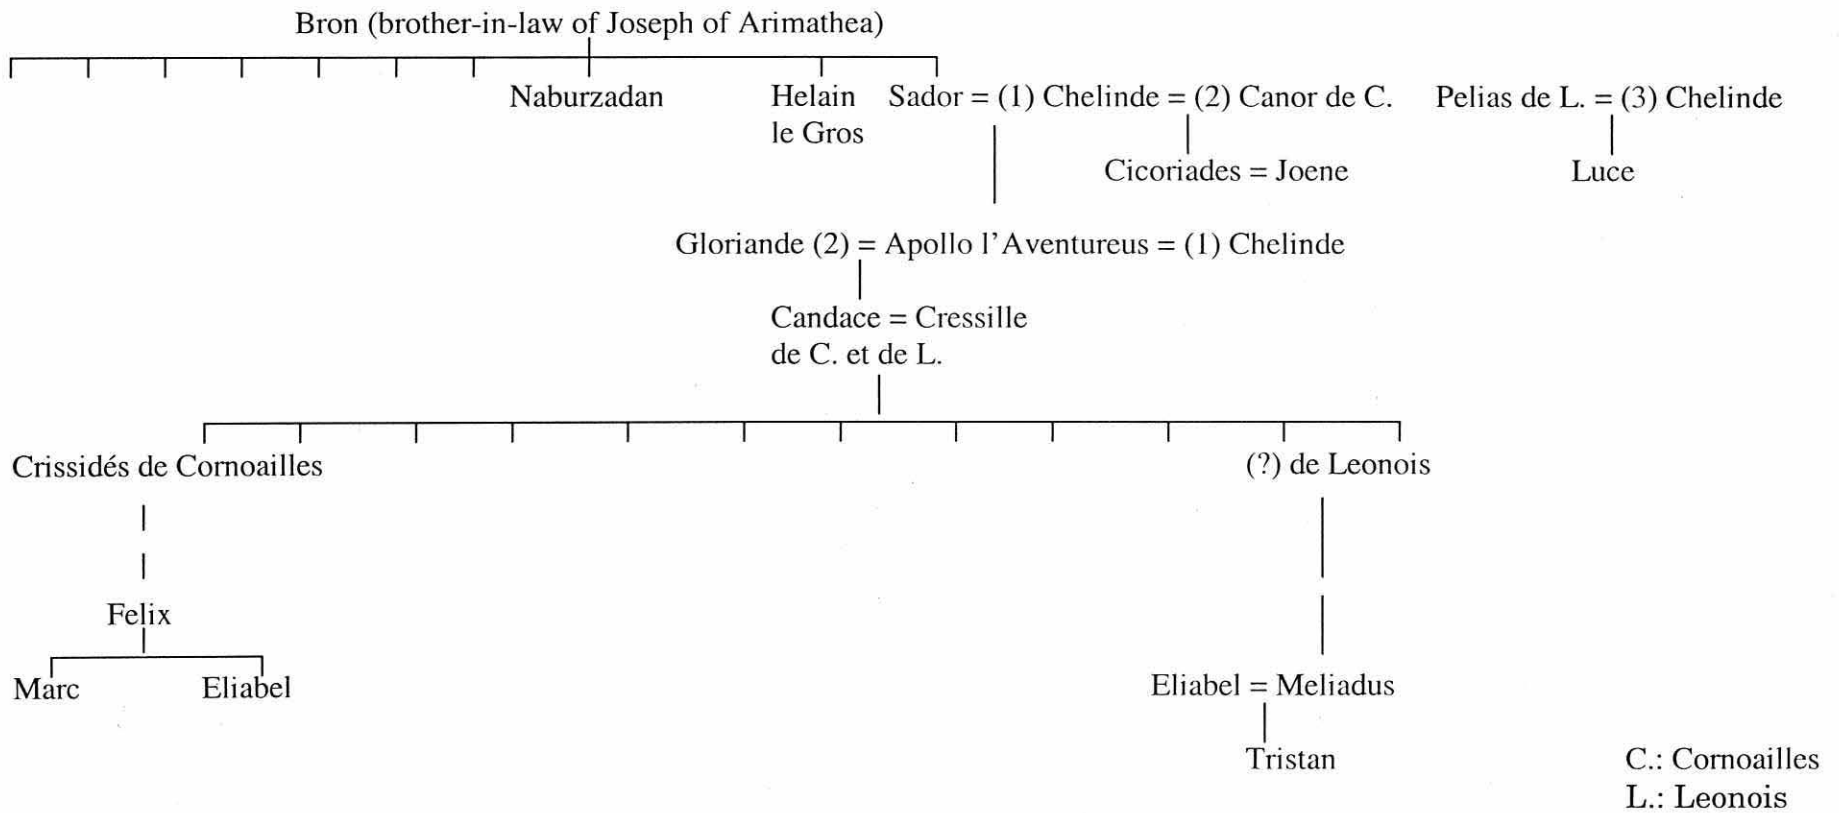 Bron (brother-in-law of Joseph of Arimathea)
Naburzadan
Helain
le Gros
Sador = (1) Chelinde = (2) Canor de C.
Pelias de L. = (3) Chelinde
Cicoriades = Joene
Luce
Gloriande (2) = Apollo l'Aventureus = (1) Chelinde
Candace = Cressille
de C. et de L.
Crissidés de Cornoailles
(?) de Leonois
Felix
Marc
Eliabel
Eliabel = Meliadus
Tristan
C.: Cornoailles
L.: Leonois